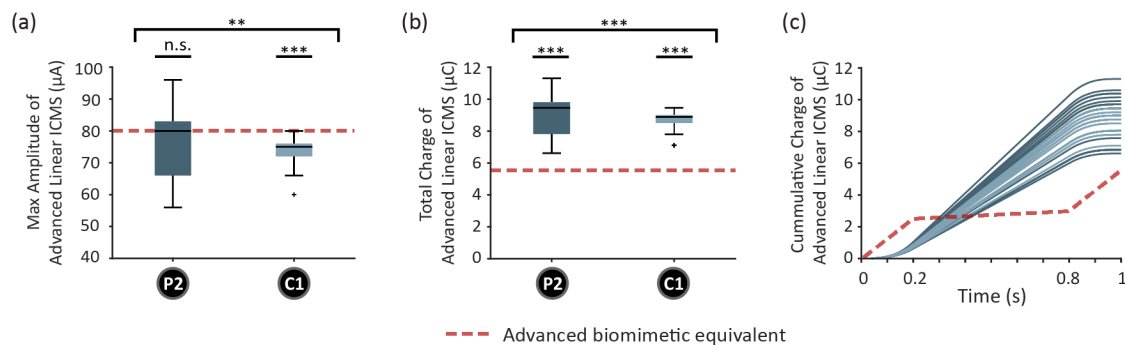 (a)
**
n.s.
***
Max Amplitude of
Advanced Linear ICMS (µA)
100
90
80
70
60
50
40
P2
C1
(b)
***
***
***
Total Charge of
Advanced Linear ICMS (µC)
12
10
8
6
4
2
0
P2
C1
(c)
Cummulative Charge of
Advanced Linear ICMS (µC)
12
10
8
6
4
2
0
0 0.2 0.8 1
Time (s)
Advanced biomimetic equivalent